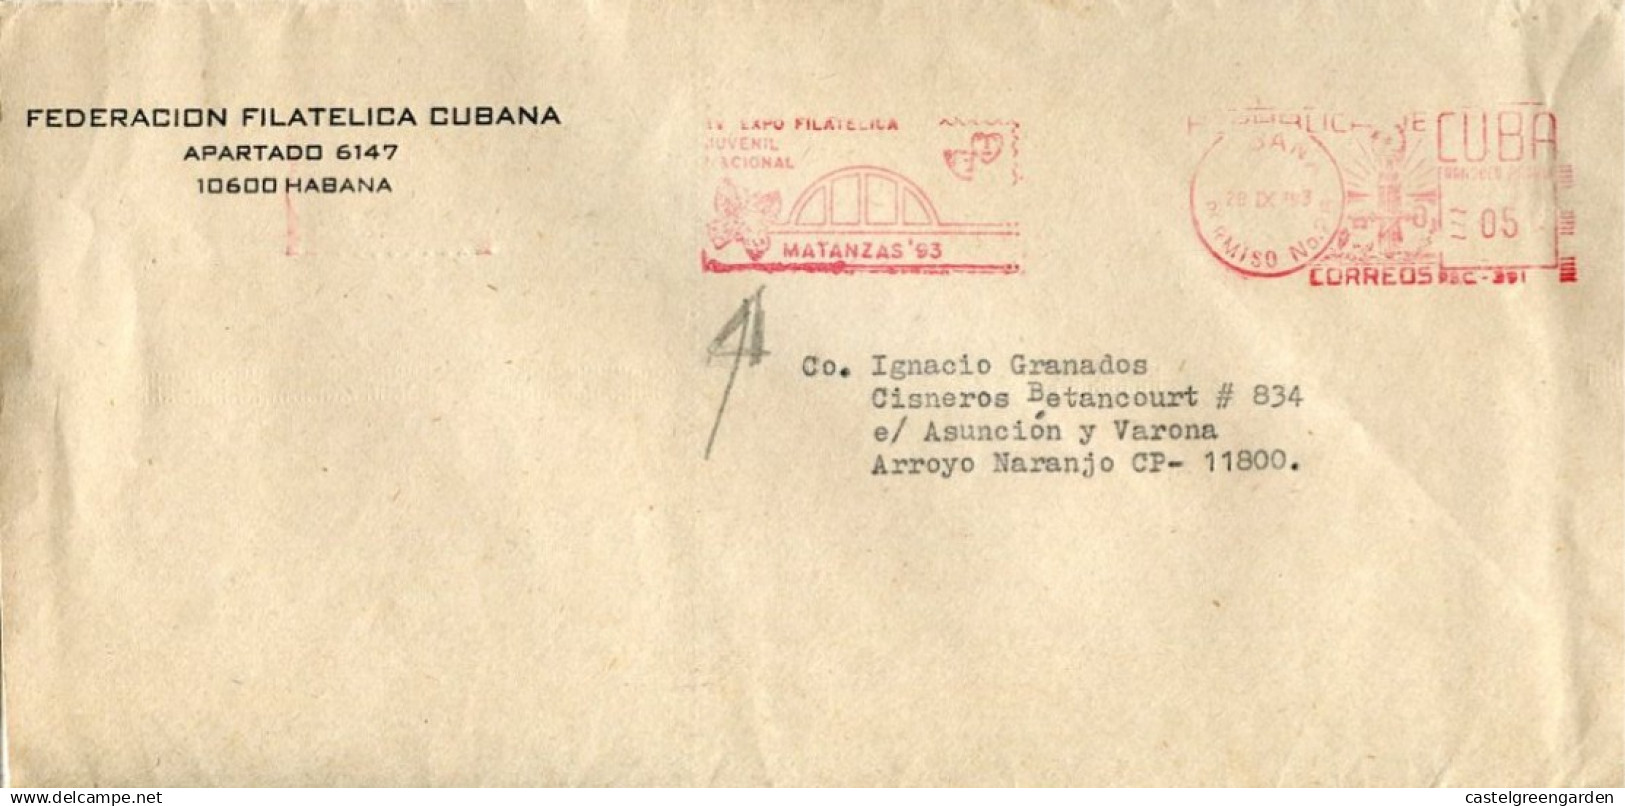 FEDERACION FILATELICA CUBANA
APARTADO 6147
10600 HABANA
IV EXPO FILATELICA
JUVENIL
NACIONAL
MATANZAS '93
CUBA
05
CORREOS
Co. Ignacio Granados
Cisneros Betancourt # 834
e/ Asunción y Varona
Arroyo Naranjo CP- 11800.
www.delcampe.net
castelgreengarden